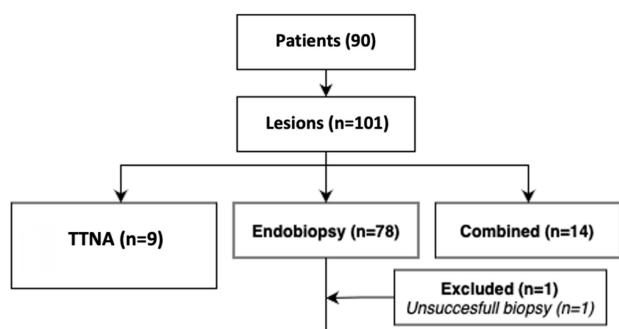 Patients (90)
Lesions (n=101)
TTNA (n=9)
Endobiopsy (n=78)
Combined (n=14)
Excluded (n=1)
Unsuccesfull biopsy (n=1)